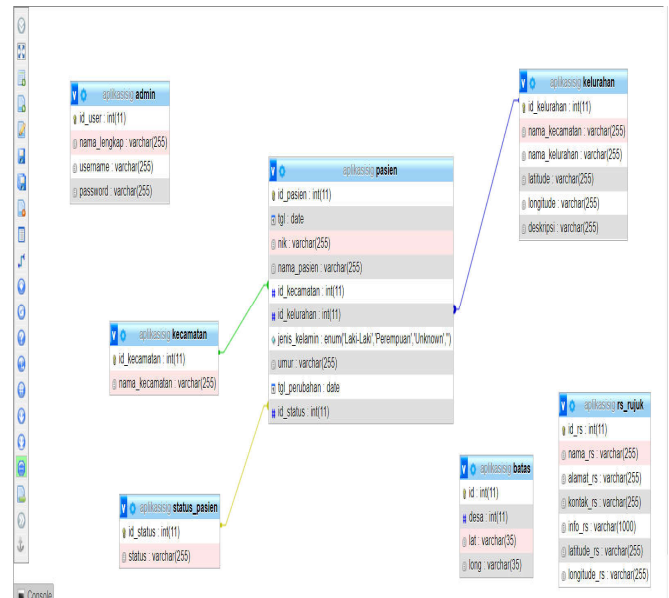 aplikasisig admin
id_user : int(11)
nama_lengkap : varchar(255)
username : varchar(255)
password : varchar(255)
aplikasisig kelurahan
id_kelurahan : int(11)
nama_kecamatan : varchar(255)
nama_kelurahan : varchar(255)
latitude : varchar(255)
longitude : varchar(255)
deskripsi : varchar(255)
aplikasisig pasien
id_pasien : int(11)
tgl : date
nik : varchar(255)
nama_pasien : varchar(255)
id_kecamatan : int(11)
id_kelurahan : int(11)
jenis_kelamin : enum('Laki-Laki','Perempuan','Unknown','')
umur : varchar(255)
tgl_perubahan : date
id_status : int(11)
aplikasisig kecamatan
id_kecamatan : int(11)
nama_kecamatan : varchar(255)
aplikasisig rs_rujuk
id_rs : int(11)
nama_rs : varchar(255)
alamat_rs : varchar(255)
kontak_rs : varchar(255)
info_rs : varchar(1000)
latitude_rs : varchar(255)
longitude_rs : varchar(255)
aplikasisig batas
id : int(11)
desa : int(11)
lat : varchar(35)
long : varchar(35)
aplikasisig status_pasien
id_status : int(11)
status : varchar(255)
Console